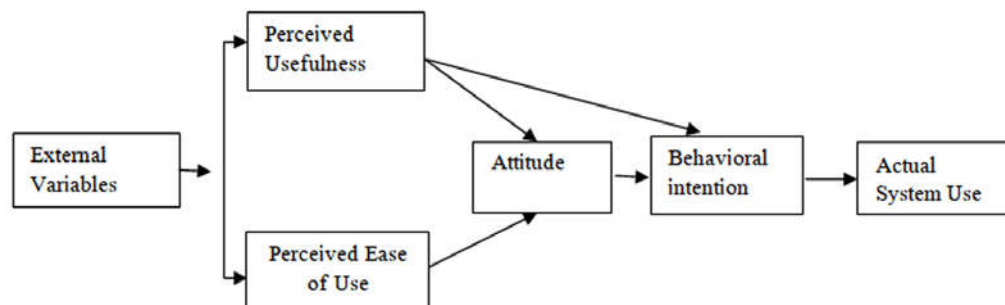 Perceived
Usefulness
External
Variables
Attitude
Behavioral
intention
Actual
System Use
Perceived Ease
of Use